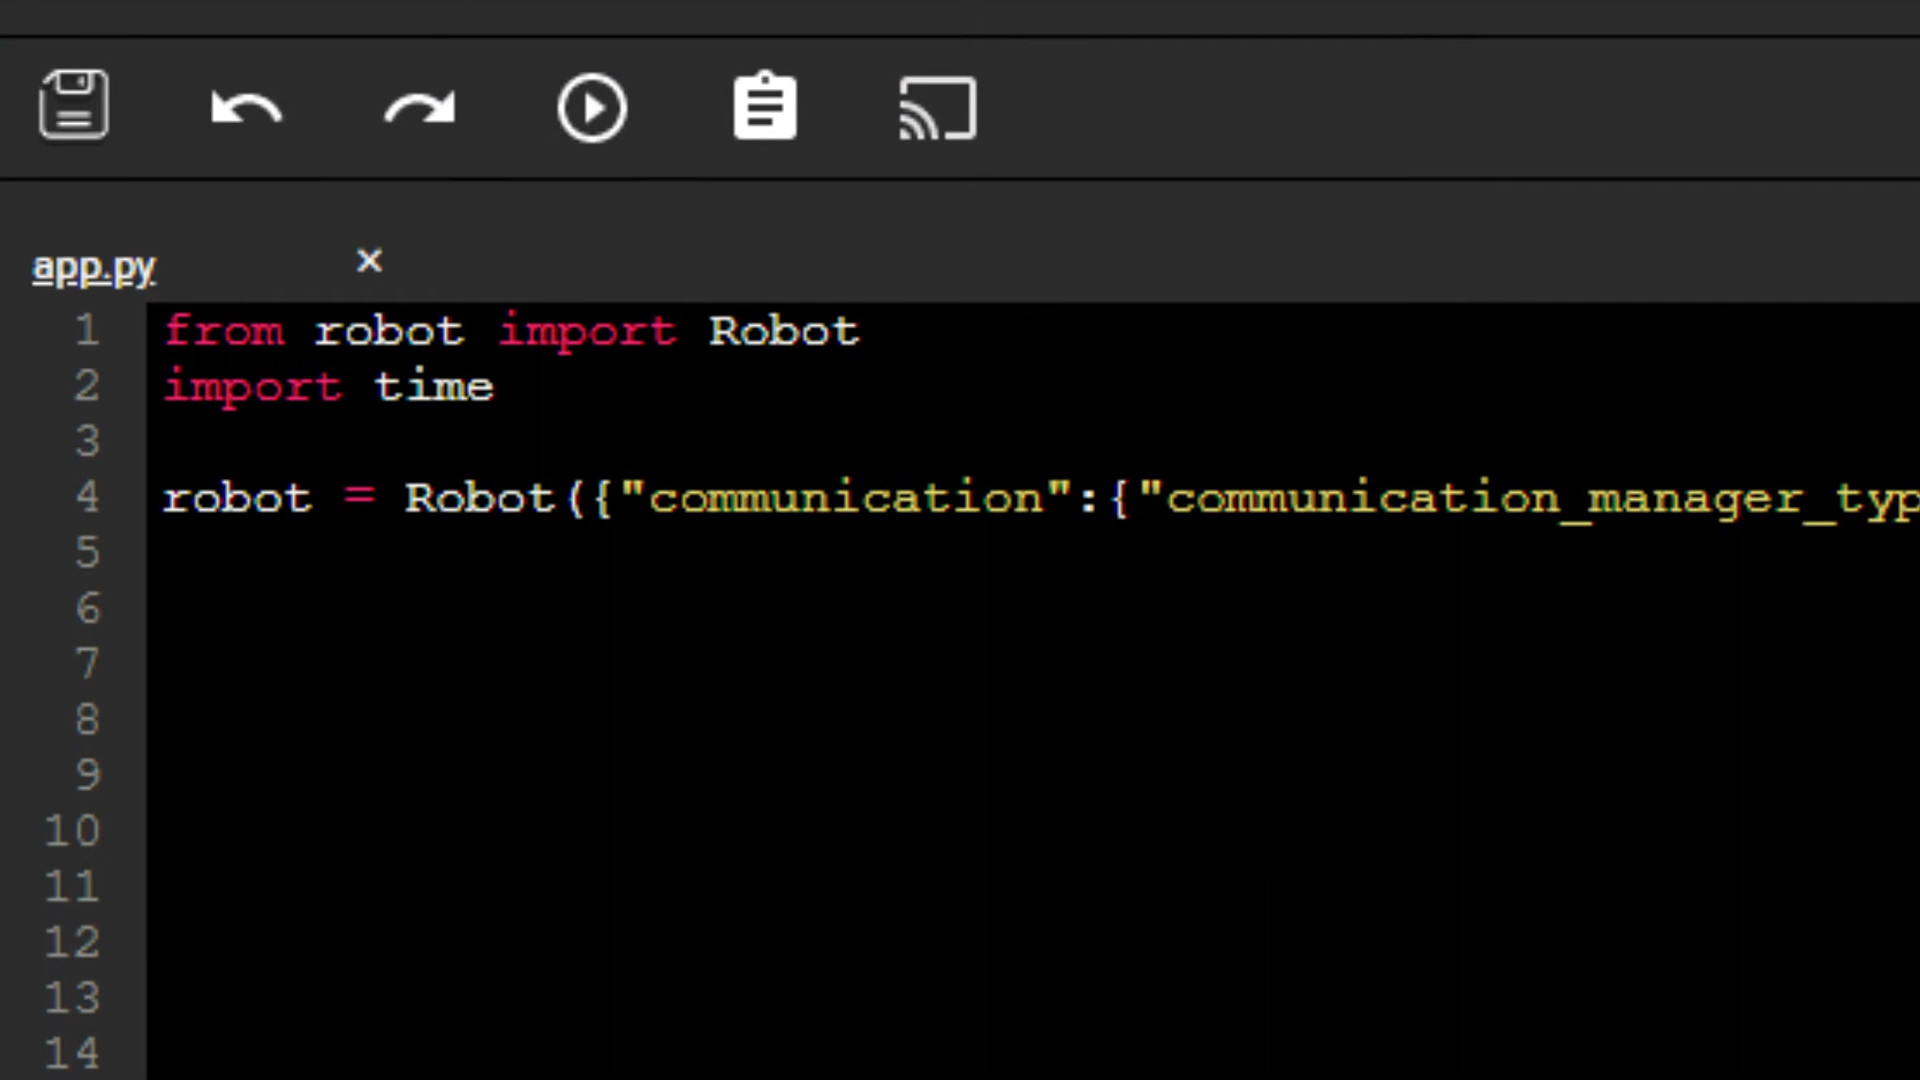 app.py ×
1 from robot import Robot
2 import time
3
4 robot = Robot({"communication":{"communication_manager_typ
5
6
7
8
9
10
11
12
13
14